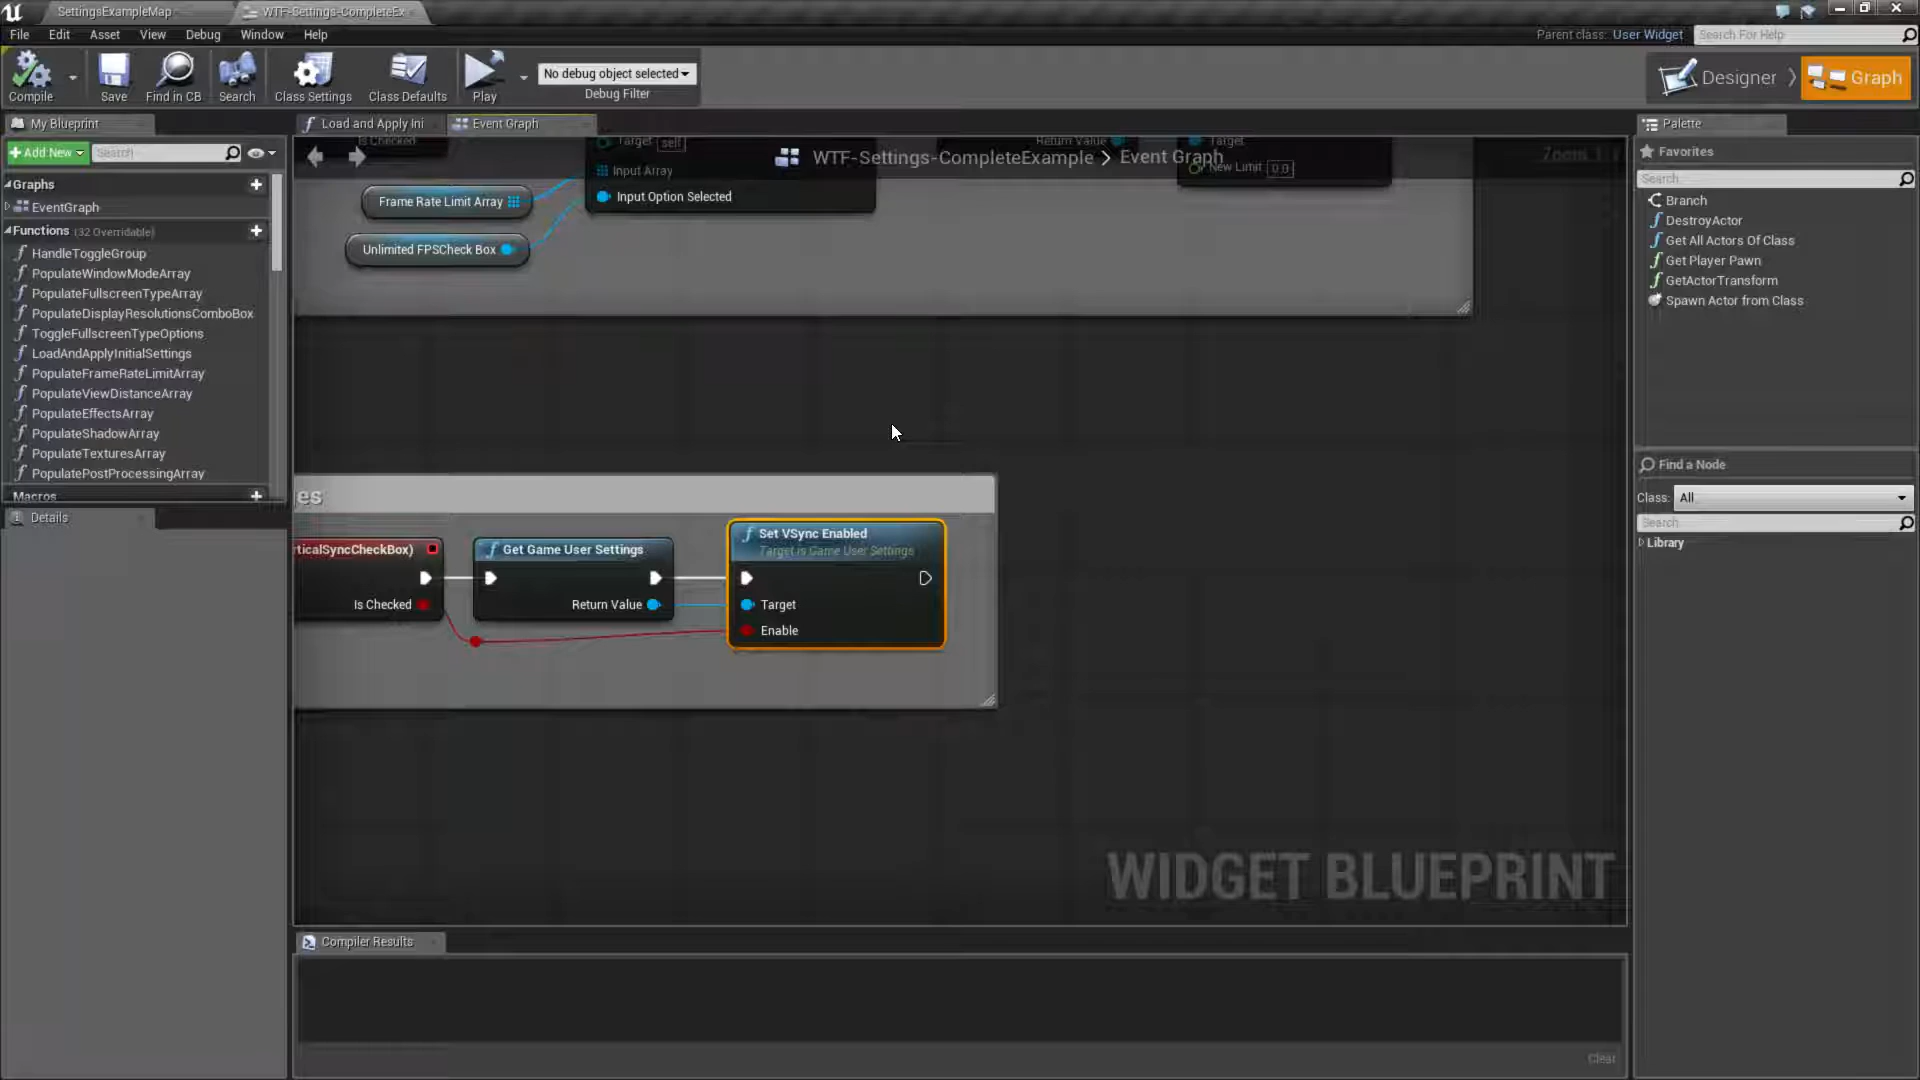 SettingsExampleMap
WTF-Settings-CompleteEx
File Edit Asset View Debug Window Help
Parent class: User Widget
Search For Help
Compile
Save
Find in CB
Search
Class Settings
Class Defaults
Play
No debug object selected
Debug Filter
Designer
Graph
My Blueprint
Load and Apply Ini
Event Graph
Palette
Add New
Search
Graphs
EventGraph
Functions (32 Overridable)
HandleToggleGroup
PopulateWindowModeArray
PopulateFullscreenTypeArray
PopulateDisplayResolutionsComboBox
ToggleFullscreenTypeOptions
LoadAndApplyInitialSettings
PopulateFrameRateLimitArray
PopulateViewDistanceArray
PopulateEffectsArray
PopulateShadowArray
PopulateTexturesArray
PopulatePostProcessingArray
Macros
Details
WTF-Settings-CompleteExample > Event Graph
Is Checked
Target self
Input Array
Input Option Selected
Frame Rate Limit Array
Unlimited FPSCheck Box
Return Value
Target
New Limit 0.0
Zoom 1:1
es
rticalSyncCheckBox)
Is Checked
Get Game User Settings
Return Value
Set VSync Enabled
Target is Game User Settings
Target
Enable
WIDGET BLUEPRINT
Compiler Results
Clear
Favorites
Search
Branch
DestroyActor
Get All Actors Of Class
Get Player Pawn
GetActorTransform
Spawn Actor from Class
Find a Node
Class: All
Search
Library